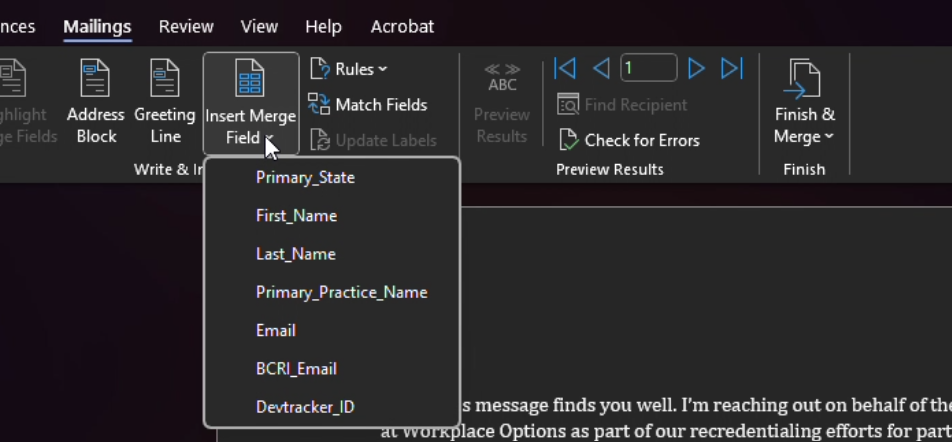 nces Mailings Review View Help Acrobat
Address Block
Greeting Line
Insert Merge Field
Rules
Match Fields
Update Labels
ABC
Preview Results
1
Find Recipient
Check for Errors
Finish & Merge
ghlight
ge Fields
Write & In
Preview Results
Finish
Primary_State
First_Name
Last_Name
Primary_Practice_Name
Email
BCRI_Email
Devtracker_ID
s message finds you well. I'm reaching out on behalf of the
at Workplace Options as part of our recredentialing efforts for part